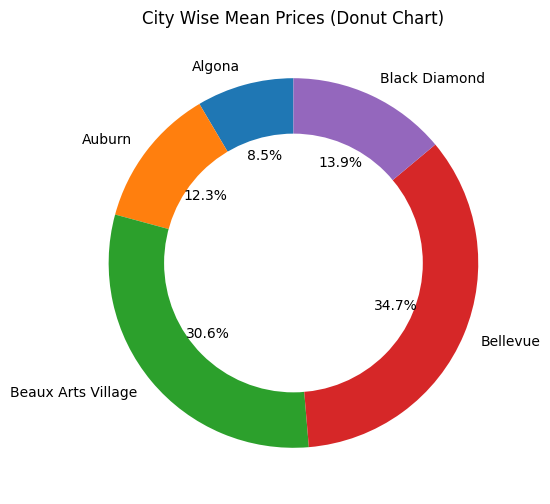 City Wise Mean Prices (Donut Chart)
Algona
Black Diamond
Auburn
8.5%
13.9%
12.3%
34.7%
30.6%
Bellevue
Beaux Arts Village